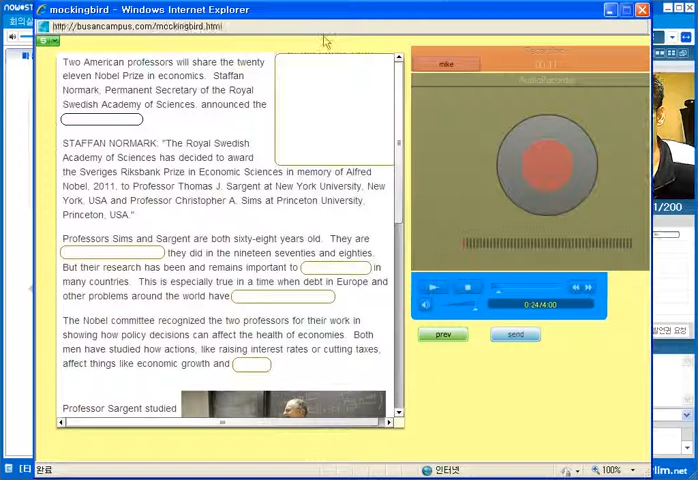 mockingbird - Windows Internet Explorer
http://busancampus.com/mockingbird.html
Two American professors will share the twenty
eleven Nobel Prize in economics. Staffan
Normark, Permanent Secretary of the Royal
Swedish Academy of Sciences, announced the
STAFFAN NORMARK: "The Royal Swedish
Academy of Sciences has decided to award
the Sveriges Riksbank Prize in Economic Sciences in memory of Alfred
Nobel, 2011, to Professor Thomas J. Sargent at New York University, New
York, USA and Professor Christopher A. Sims at Princeton University,
Princeton, USA."
Professors Sims and Sargent are both sixty-eight years old. They are
they did in the nineteen seventies and eighties.
But their research has been and remains important to in
many countries. This is especially true in a time when debt in Europe and
other problems around the world have
The Nobel committee recognized the two professors for their work in
showing how policy decisions can affect the health of economies. Both
men have studied how actions, like raising interest rates or cutting taxes,
affect things like economic growth and
Professor Sargent studied
mike
AudioRecorder
0:24/4:00
prev send
1/200
완료
인터넷
100%